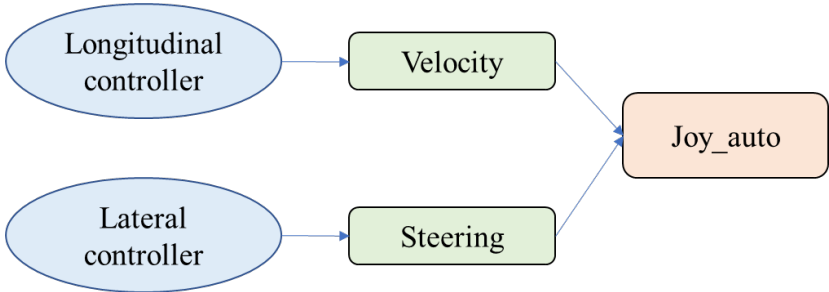 Longitudinal
controller
Velocity
Joy_auto
Lateral
controller
Steering